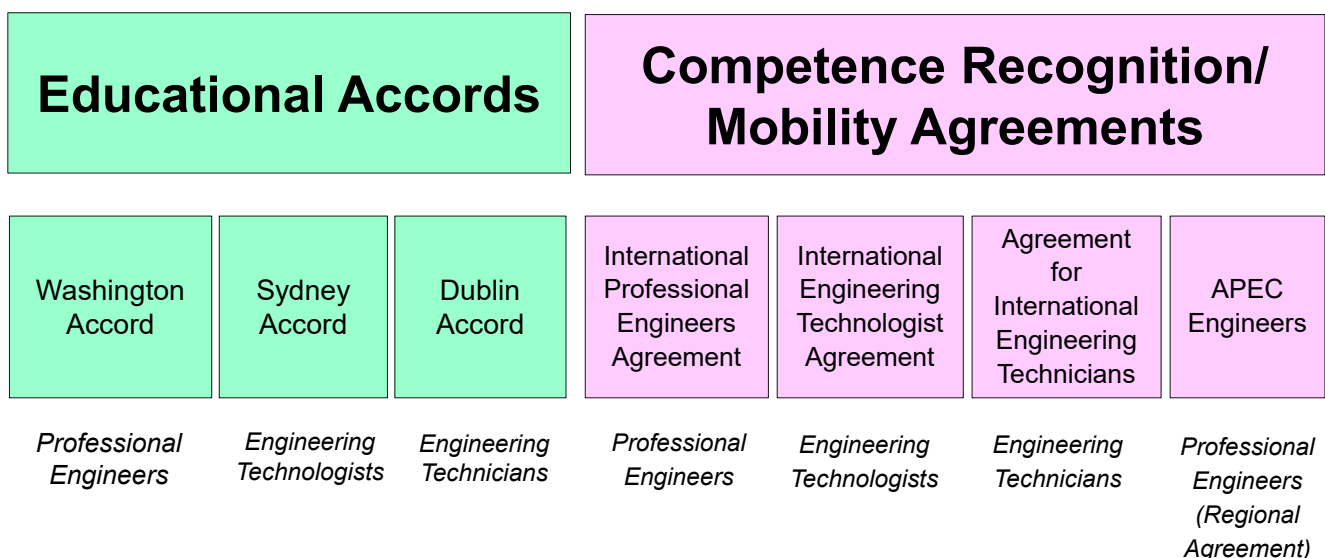 Educational Accords
Competence Recognition/
Mobility Agreements
Washington
Accord
Sydney
Accord
Dublin
Accord
International
Professional
Engineers
Agreement
International
Engineering
Technologist
Agreement
Agreement
for
International
Engineering
Technicians
APEC
Engineers
Professional
Engineers
Engineering
Technologists
Engineering
Technicians
Professional
Engineers
Engineering
Technologists
Engineering
Technicians
Professional
Engineers
(Regional
Agreement)